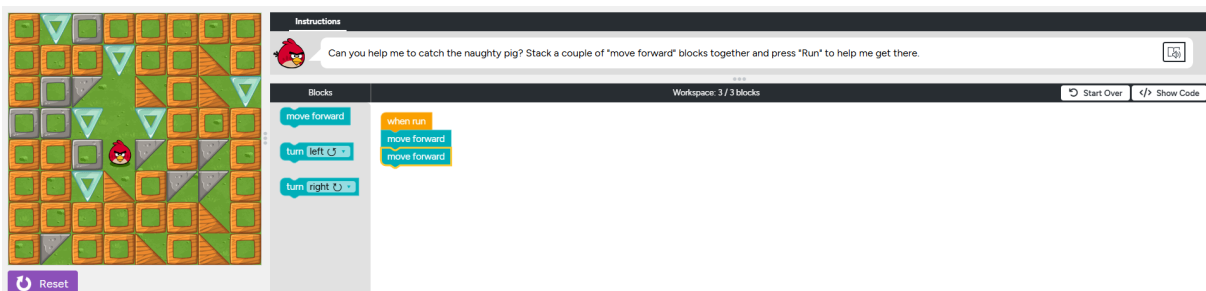 Instructions
Can you help me to catch the naughty pig? Stack a couple of "move forward" blocks together and press "Run" to help me get there.
Blocks
Workspace: 3 / 3 blocks
Start Over
</> Show Code
move forward
turn left
turn right
when run
move forward
move forward
Reset